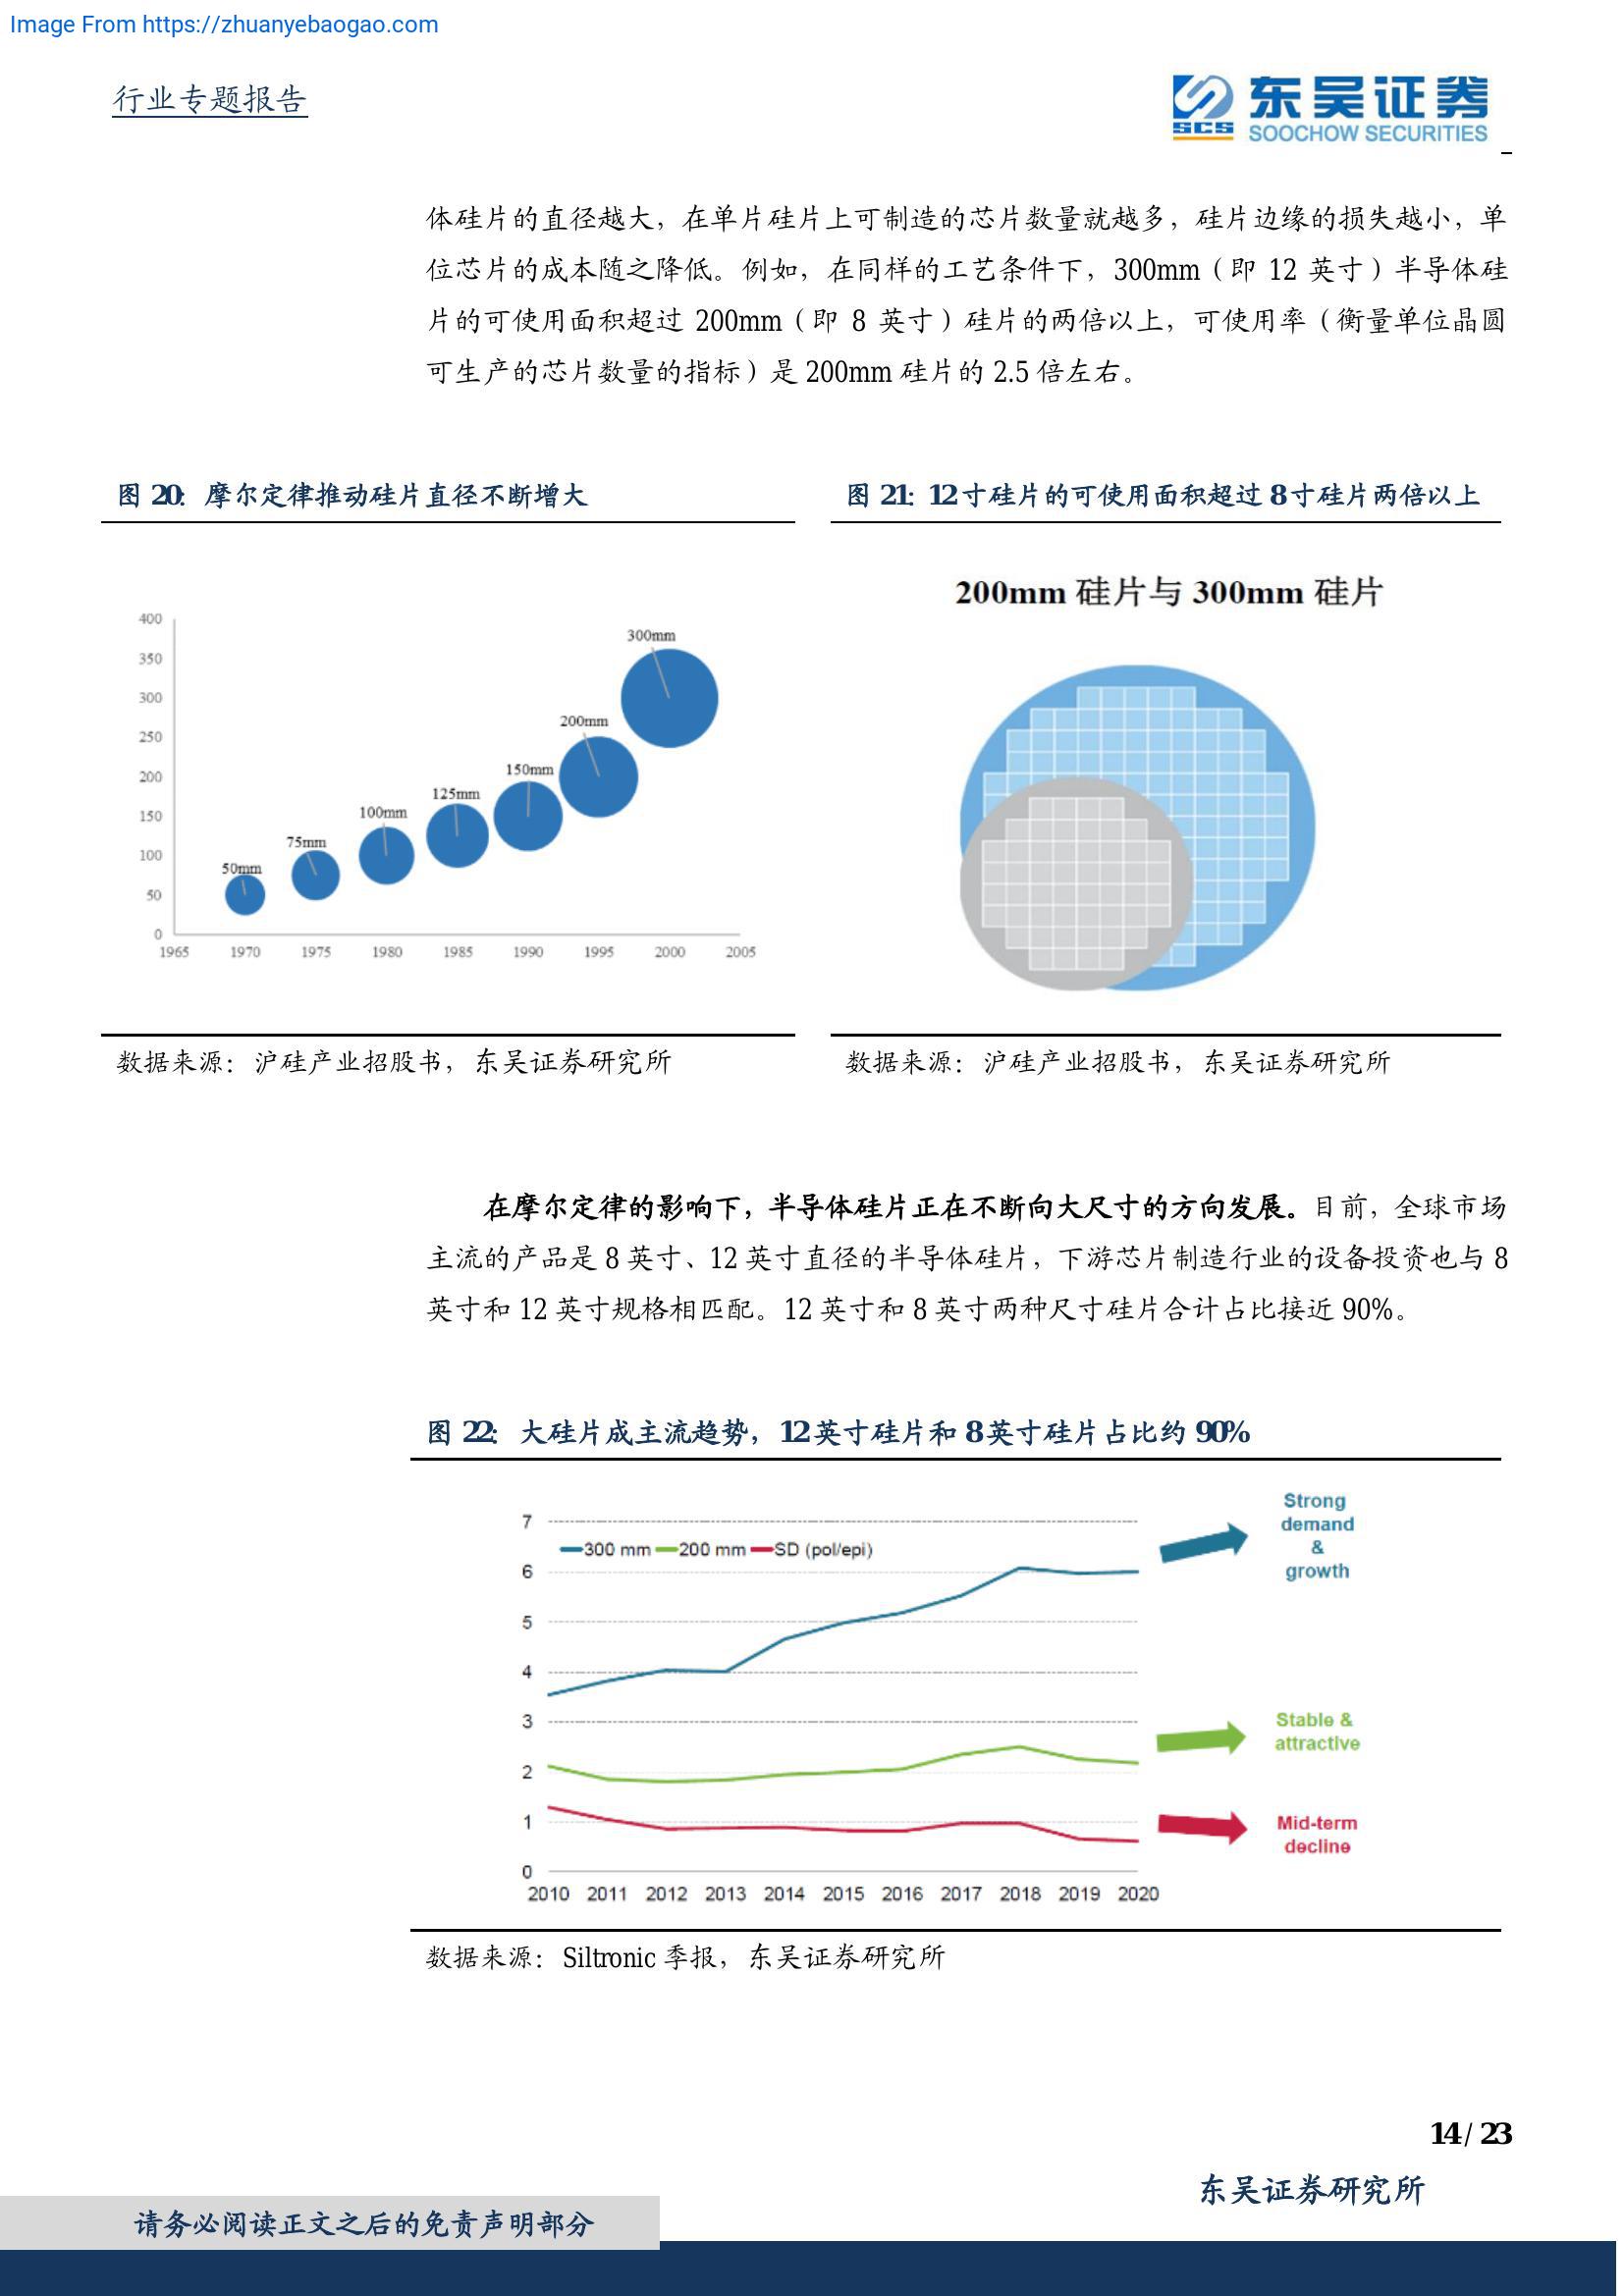 Image From https://zhuanyebaogao.com
行业专题报告
东吴证券
SCS
SOOCHOW SECURITIES
体硅片的直径越大，在单片硅片上可制造的芯片数量就越多，硅片边缘的损失越小，单
位芯片的成本随之降低。例如，在同样的工艺条件下，300mm（即 12 英寸）半导体硅
片的可使用面积超过 200mm（即 8 英寸）硅片的两倍以上，可使用率（衡量单位晶圆
可生产的芯片数量的指标）是 200mm 硅片的 2.5 倍左右。
图 20：摩尔定律推动硅片直径不断增大
400
350
300
250
200
150
100
50
0
50mm
75mm
100mm
125mm
150mm
200mm
300mm
1965 1970 1975 1980 1985 1990 1995 2000 2005
数据来源：沪硅产业招股书，东吴证券研究所
图 21：12 寸硅片的可使用面积超过 8 寸硅片两倍以上
200mm 硅片与 300mm 硅片
数据来源：沪硅产业招股书，东吴证券研究所
在摩尔定律的影响下，半导体硅片正在不断向大尺寸的方向发展。目前，全球市场
主流的产品是 8 英寸、12 英寸直径的半导体硅片，下游芯片制造行业的设备投资也与 8
英寸和 12 英寸规格相匹配。12 英寸和 8 英寸两种尺寸硅片合计占比接近 90%。
图 22：大硅片成主流趋势，12 英寸硅片和 8 英寸硅片占比约 90%
7
6
5
4
3
2
1
0
300 mm 200 mm SD (pol/epi)
2010 2011 2012 2013 2014 2015 2016 2017 2018 2019 2020
Strong
demand
&
growth
Stable &
attractive
Mid-term
decline
数据来源：Siltronic 季报，东吴证券研究所
14 / 23
东吴证券研究所
请务必阅读正文之后的免责声明部分